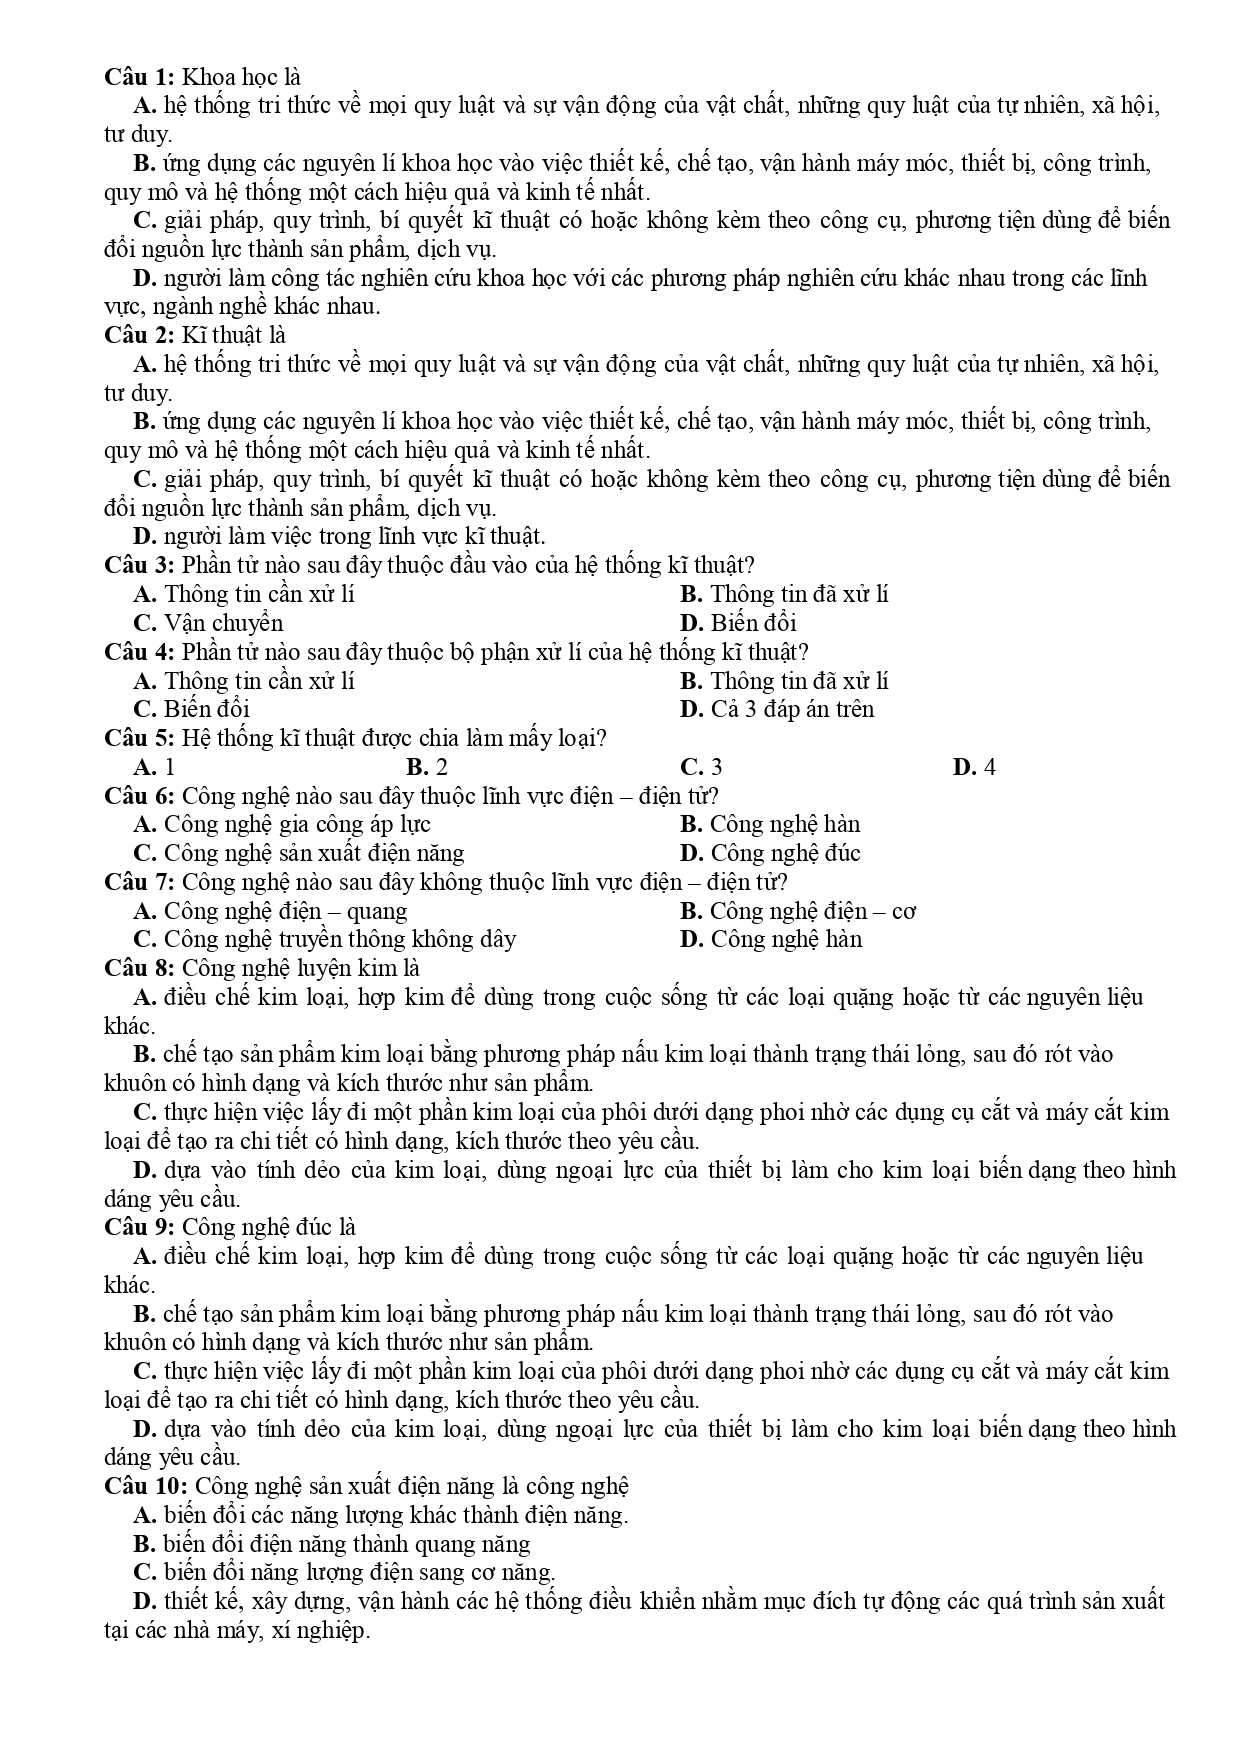 Câu 1: Khoa học là
A. hệ thống tri thức về mọi quy luật và sự vận động của vật chất, những quy luật của tự nhiên, xã hội,
tư duy.
B. ứng dụng các nguyên lí khoa học vào việc thiết kế, chế tạo, vận hành máy móc, thiết bị, công trình,
quy mô và hệ thống một cách hiệu quả và kinh tế nhất.
C. giải pháp, quy trình, bí quyết kĩ thuật có hoặc không kèm theo công cụ, phương tiện dùng để biến
đổi nguồn lực thành sản phẩm, dịch vụ.
D. người làm công tác nghiên cứu khoa học với các phương pháp nghiên cứu khác nhau trong các lĩnh
vực, ngành nghề khác nhau.
Câu 2: Kĩ thuật là
A. hệ thống tri thức về mọi quy luật và sự vận động của vật chất, những quy luật của tự nhiên, xã hội,
tư duy.
B. ứng dụng các nguyên lí khoa học vào việc thiết kế, chế tạo, vận hành máy móc, thiết bị, công trình,
quy mô và hệ thống một cách hiệu quả và kinh tế nhất.
C. giải pháp, quy trình, bí quyết kĩ thuật có hoặc không kèm theo công cụ, phương tiện dùng để biến
đổi nguồn lực thành sản phẩm, dịch vụ.
D. người làm việc trong lĩnh vực kĩ thuật.
Câu 3: Phần tử nào sau đây thuộc đầu vào của hệ thống kĩ thuật?
A. Thông tin cần xử lí B. Thông tin đã xử lí
C. Vận chuyển D. Biến đổi
Câu 4: Phần tử nào sau đây thuộc bộ phận xử lí của hệ thống kĩ thuật?
A. Thông tin cần xử lí B. Thông tin đã xử lí
C. Biến đổi D. Cả 3 đáp án trên
Câu 5: Hệ thống kĩ thuật được chia làm mấy loại?
A. 1 B. 2 C. 3 D. 4
Câu 6: Công nghệ nào sau đây thuộc lĩnh vực điện – điện tử?
A. Công nghệ gia công áp lực B. Công nghệ hàn
C. Công nghệ sản xuất điện năng D. Công nghệ đúc
Câu 7: Công nghệ nào sau đây không thuộc lĩnh vực điện – điện tử?
A. Công nghệ điện – quang B. Công nghệ điện – cơ
C. Công nghệ truyền thông không dây D. Công nghệ hàn
Câu 8: Công nghệ luyện kim là
A. điều chế kim loại, hợp kim để dùng trong cuộc sống từ các loại quặng hoặc từ các nguyên liệu
khác.
B. chế tạo sản phẩm kim loại bằng phương pháp nấu kim loại thành trạng thái lỏng, sau đó rót vào
khuôn có hình dạng và kích thước như sản phẩm.
C. thực hiện việc lấy đi một phần kim loại của phôi dưới dạng phoi nhờ các dụng cụ cắt và máy cắt kim
loại để tạo ra chi tiết có hình dạng, kích thước theo yêu cầu.
D. dựa vào tính dẻo của kim loại, dùng ngoại lực của thiết bị làm cho kim loại biến dạng theo hình
dáng yêu cầu.
Câu 9: Công nghệ đúc là
A. điều chế kim loại, hợp kim để dùng trong cuộc sống từ các loại quặng hoặc từ các nguyên liệu
khác.
B. chế tạo sản phẩm kim loại bằng phương pháp nấu kim loại thành trạng thái lỏng, sau đó rót vào
khuôn có hình dạng và kích thước như sản phẩm.
C. thực hiện việc lấy đi một phần kim loại của phôi dưới dạng phoi nhờ các dụng cụ cắt và máy cắt kim
loại để tạo ra chi tiết có hình dạng, kích thước theo yêu cầu.
D. dựa vào tính dẻo của kim loại, dùng ngoại lực của thiết bị làm cho kim loại biến dạng theo hình
dáng yêu cầu.
Câu 10: Công nghệ sản xuất điện năng là công nghệ
A. biến đổi các năng lượng khác thành điện năng.
B. biến đổi điện năng thành quang năng
C. biến đổi năng lượng điện sang cơ năng.
D. thiết kế, xây dựng, vận hành các hệ thống điều khiển nhằm mục đích tự động các quá trình sản xuất
tại các nhà máy, xí nghiệp.